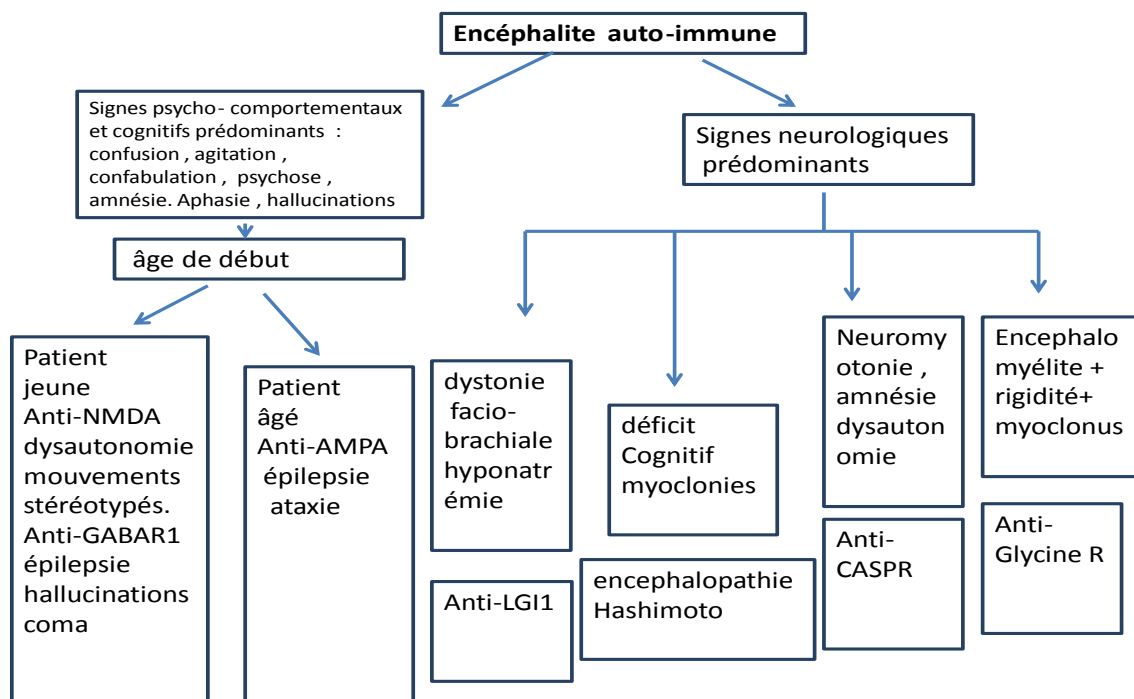 Encéphalite auto-immune
Signes psycho- comportementaux
et cognitifs prédominants :
confusion , agitation ,
confabulation , psychose ,
amnésie. Aphasie , hallucinations
Signes neurologiques
prédominants
âge de début
Patient
jeune
Anti-NMDA
dysautonomie
mouvements
stéréotypés.
Anti-GABAR1
épilepsie
hallucinations
coma
Patient
âgé
Anti-AMPA
épilepsie
ataxie
dystonie
facio-
brachiale
hyponatr
émie
Anti-LGI1
déficit
Cognitif
myoclonies
encephalopathie
Hashimoto
Neuromy
otonie ,
amnésie
dysauton
omie
Anti-
CASPR
Encephalo
myélite +
rigidité+
myoclonus
Anti-
Glycine R